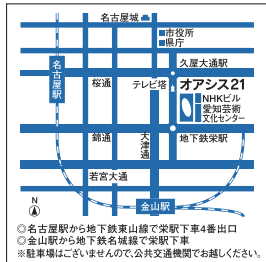 名古屋城
市役所
県庁
名古屋駅
久屋大通駅
桜通
テレビ塔
オアシス21
NHKビル
愛知芸術
文化センター
錦通
大津通
地下鉄栄駅
若宮大通
N
金山駅
◎名古屋駅から地下鉄東山線で栄駅下車4番出口
◎金山駅から地下鉄名城線で栄駅下車
※駐車場はございませんので、公共交通機関でお越しください。